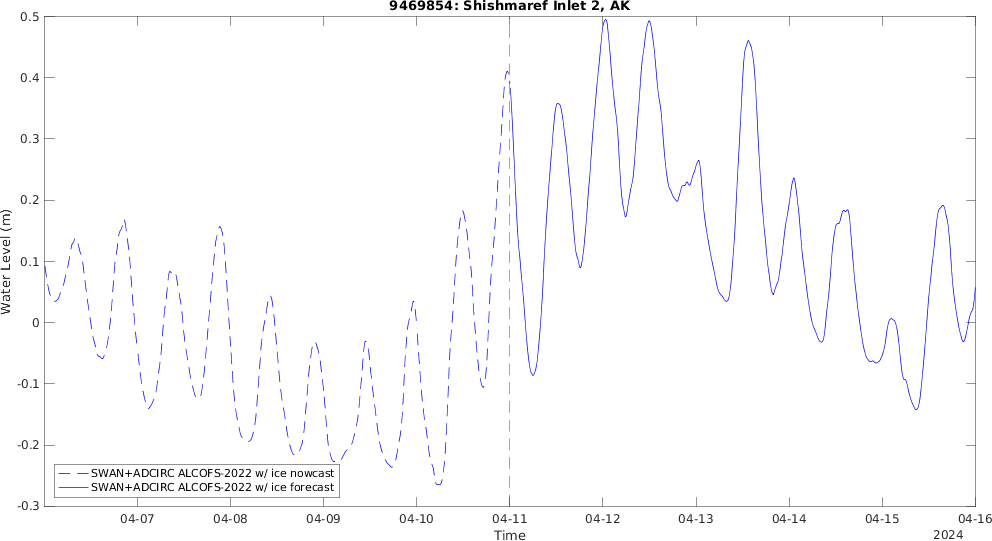 9469854: Shishmaref Inlet 2, AK
Water Level (m)
0.5
0.4
0.3
0.2
0.1
0
-0.1
-0.2
-0.3
SWAN+ADCIRC ALCOFS-2022 w/ ice nowcast
SWAN+ADCIRC ALCOFS-2022 w/ ice forecast
04-07 04-08 04-09 04-10 04-11 04-12 04-13 04-14 04-15 04-16
Time
2024